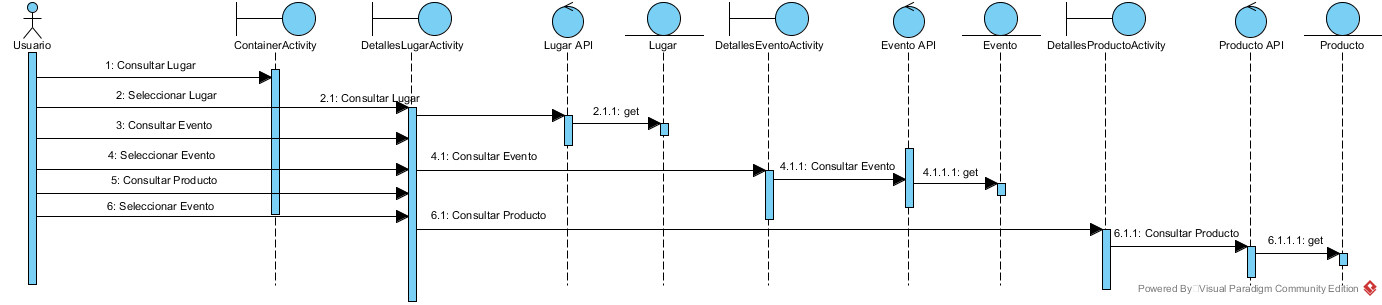 Usuario
ContainerActivity
DetallesLugarActivity
Lugar API
Lugar
DetallesEventoActivity
Evento API
Evento
DetallesProductoActivity
Producto API
Producto
1: Consultar Lugar
2: Seleccionar Lugar
2.1: Consultar Lugar
2.1.1: get
3: Consultar Evento
4: Seleccionar Evento
4.1: Consultar Evento
4.1.1: Consultar Evento
4.1.1.1: get
5: Consultar Producto
6: Seleccionar Evento
6.1: Consultar Producto
6.1.1: Consultar Producto
6.1.1.1: get
Powered By Visual Paradigm Community Edition